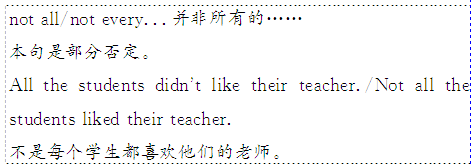 not all/not every... 并非所有的……
本句是部分否定。
All the students didn't like their teacher./Not all the
students liked their teacher.
不是每个学生都喜欢他们的老师。